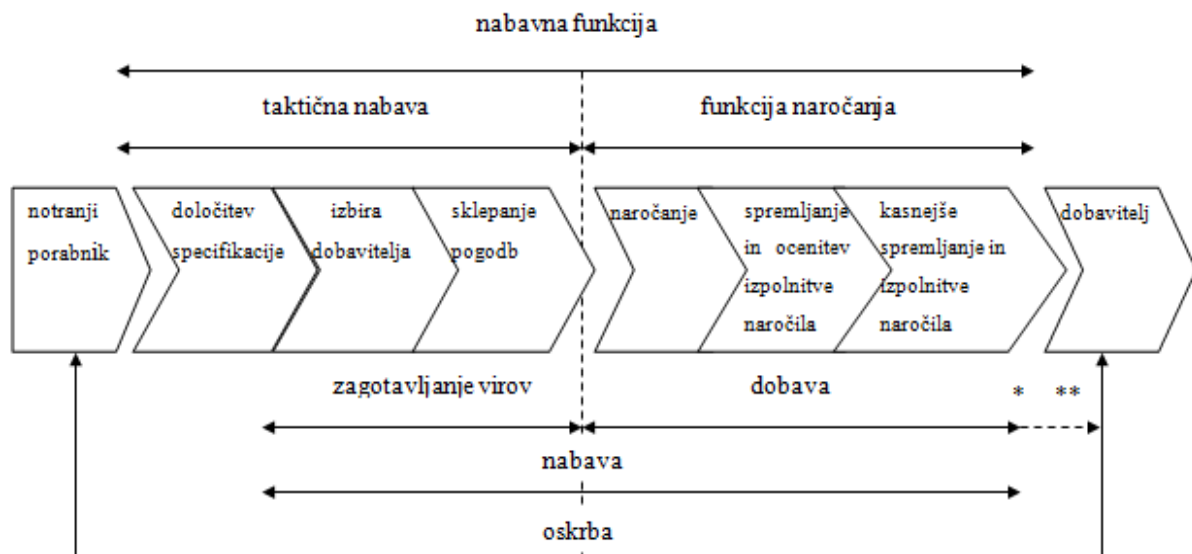 nabavna funkcija
taktična nabava
funkcija naročanja
notranji
porabnik
določitev
specifikacije
izbira
dobavitelja
sklepanje
pogodb
naročanje
spremljanje
in ocenitev
izpolnitve
naročila
kasnejše
spremljanje in
izpolnitve
naročila
dobavitelj
zagotavljanje virov
dobava
* **
nabava
oskrba